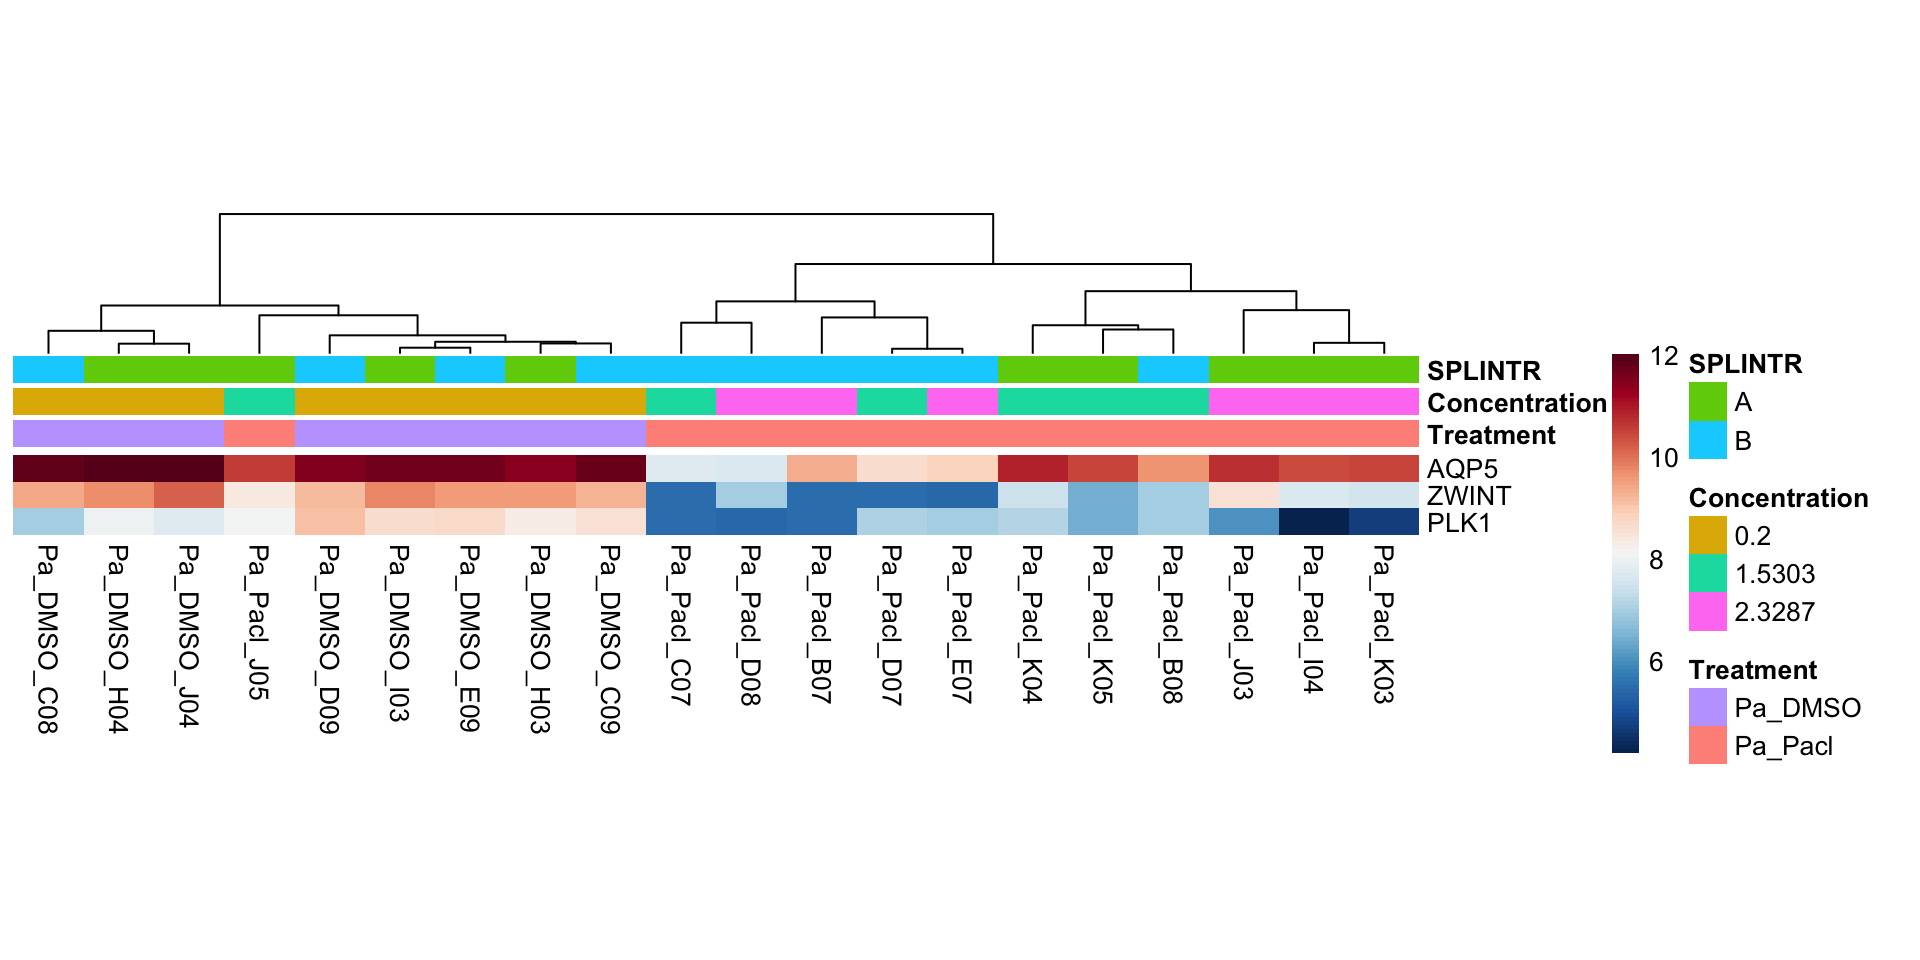 SPLINTR
Concentration
Treatment
AQP5
ZWINT
PLK1
Pa_DMSO_C08
Pa_DMSO_H04
Pa_DMSO_J04
Pa_Pacl_J05
Pa_DMSO_D09
Pa_DMSO_I03
Pa_DMSO_E09
Pa_DMSO_H03
Pa_DMSO_C09
Pa_Pacl_C07
Pa_Pacl_D08
Pa_Pacl_B07
Pa_Pacl_D07
Pa_Pacl_E07
Pa_Pacl_K04
Pa_Pacl_K05
Pa_Pacl_B08
Pa_Pacl_J03
Pa_Pacl_I04
Pa_Pacl_K03
12
10
8
6
SPLINTR
A
B
Concentration
0.2
1.5303
2.3287
Treatment
Pa_DMSO
Pa_Pacl